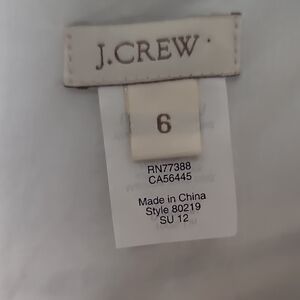 J.CREW
6
RN77388
CA56445
Made in China
Style 80219
SU 12